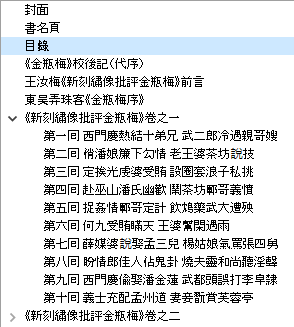 封面
書名頁
目錄
《金瓶梅》校後記（代序）
王汝梅《新刻繡像批評金瓶梅》前言
東吳弄珠客《金瓶梅序》
《新刻繡像批評金瓶梅》卷之一
第一回 西門慶熱結十弟兄 武二郎冷遇親哥嫂
第二回 俏潘娘簾下勾情 老王婆茶坊說技
第三回 定挨光虔婆受賄 設圈套浪子私挑
第四回 赴巫山潘氏幽歡 鬧茶坊鄆哥義憤
第五回 捉姦情鄆哥定計 飲鴆藥武大遭殃
第六回 何九受賄瞞天 王婆幫閑遇雨
第七回 薛媒婆說娶孟三兒 楊姑娘氣罵張四舅
第八回 盼情郎佳人佔鬼卦 燒夫靈和尚聽淫聲
第九回 西門慶偷娶潘金蓮 武都頭誤打李皂隸
第十回 義士充配孟州道 妻妾翫賞芙蓉亭
《新刻繡像批評金瓶梅》卷之二